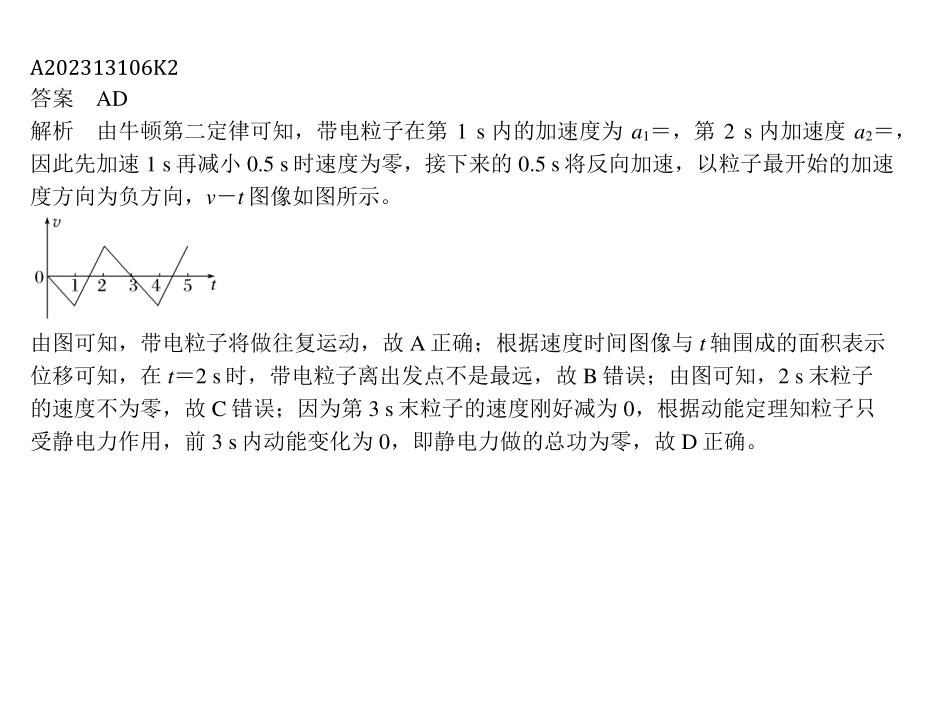 A202313106K2
答案 AD
解析 由牛顿第二定律可知，带电粒子在第 1 s 内的加速度为 a₁＝，第 2 s 内加速度 a₂＝，
因此先加速 1 s 再减小 0.5 s 时速度为零，接下来的 0.5 s 将反向加速，以粒子最开始的加速
度方向为负方向，v－t 图像如图所示。
v
0 1 2 3 4 5 t
由图可知，带电粒子将做往复运动，故 A 正确；根据速度时间图像与 t 轴围成的面积表示
位移可知，在 t＝2 s 时，带电粒子离出发点不是最远，故 B 错误；由图可知，2 s 末粒子
的速度不为零，故 C 错误；因为第 3 s 末粒子的速度刚好减为 0，根据动能定理知粒子只
受静电力作用，前 3 s 内动能变化为 0，即静电力做的总功为零，故 D 正确。